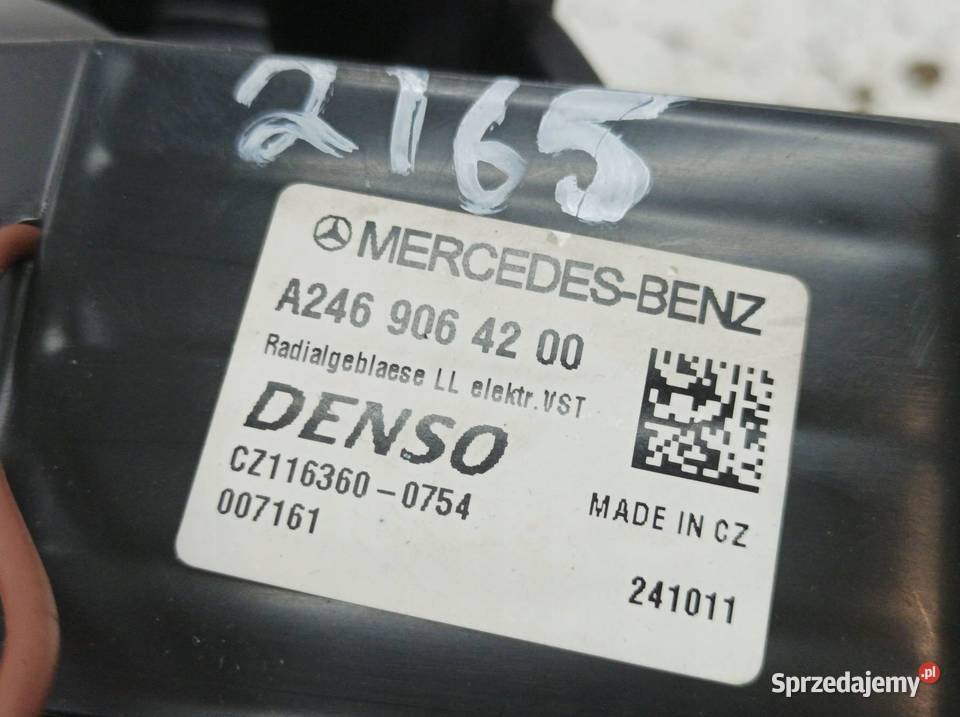 2165
MERCEDES-BENZ
A246 906 42 00
Radialgeblaese LL elektr.VST
DENSO
CZ116360-0754
007161
MADE IN CZ
241011
Sprzedajemy.pl